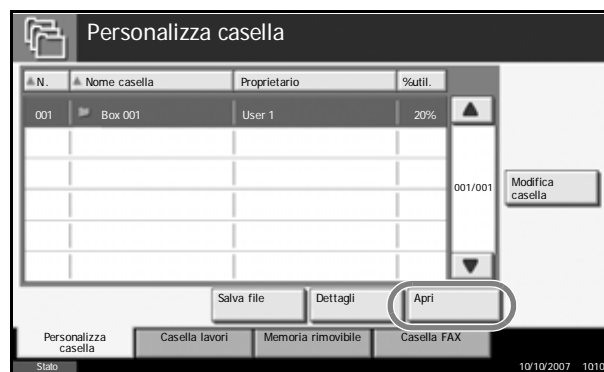 Personalizza casella
N. Nome casella Proprietario %util.
001 Box 001 User 1 20%
001/001
Modifica
casella
Salva file Dettagli Apri
Personalizza
casella
Casella lavori Memoria rimovibile Casella FAX
Stato 10/10/2007 1010